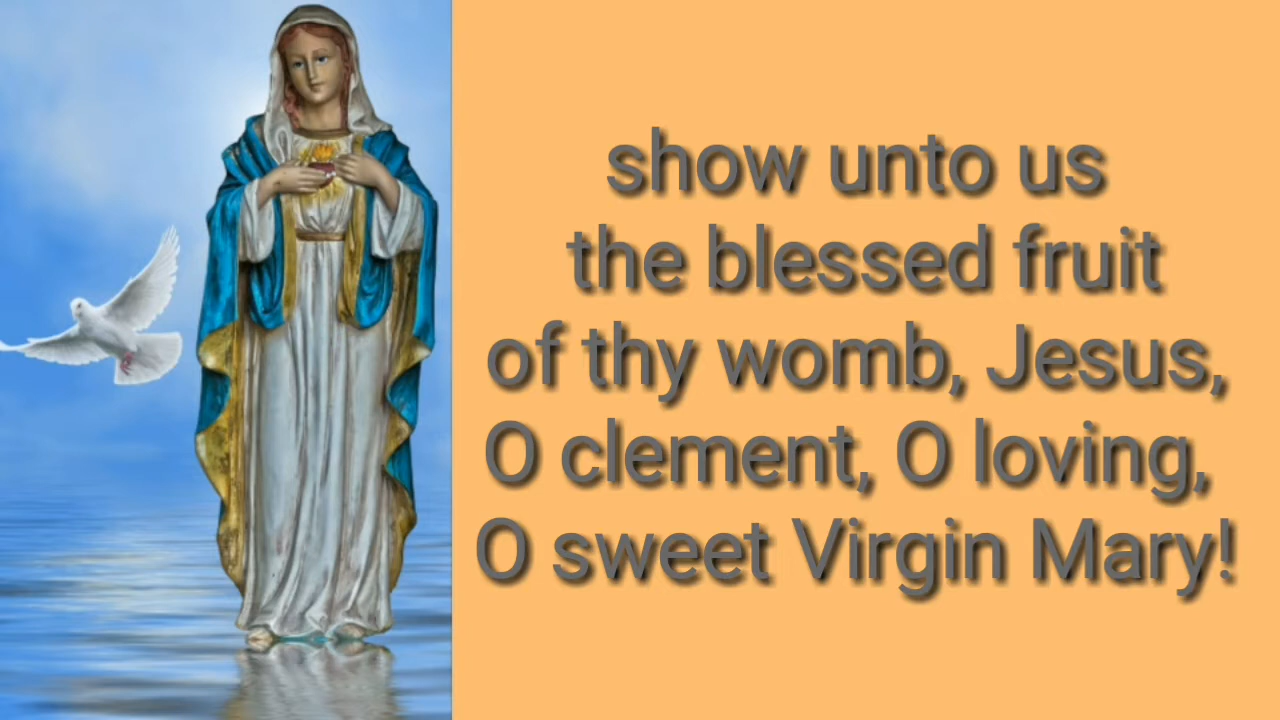 show unto us
the blessed fruit
of thy womb, Jesus,
O clement, O loving,
O sweet Virgin Mary!